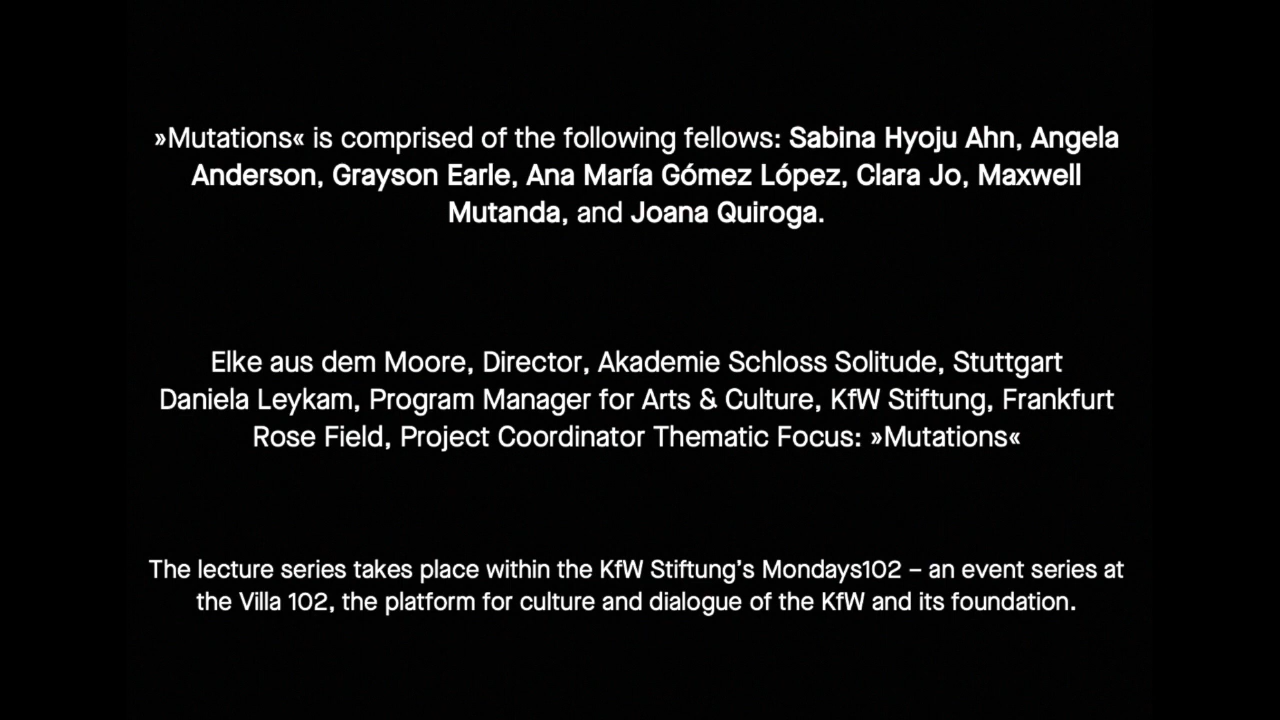 »Mutations« is comprised of the following fellows: Sabina Hyoju Ahn, Angela
Anderson, Grayson Earle, Ana María Gómez López, Clara Jo, Maxwell
Mutanda, and Joana Quiroga.
Elke aus dem Moore, Director, Akademie Schloss Solitude, Stuttgart
Daniela Leykam, Program Manager for Arts & Culture, KfW Stiftung, Frankfurt
Rose Field, Project Coordinator Thematic Focus: »Mutations«
The lecture series takes place within the KfW Stiftung's Mondays102 – an event series at
the Villa 102, the platform for culture and dialogue of the KfW and its foundation.